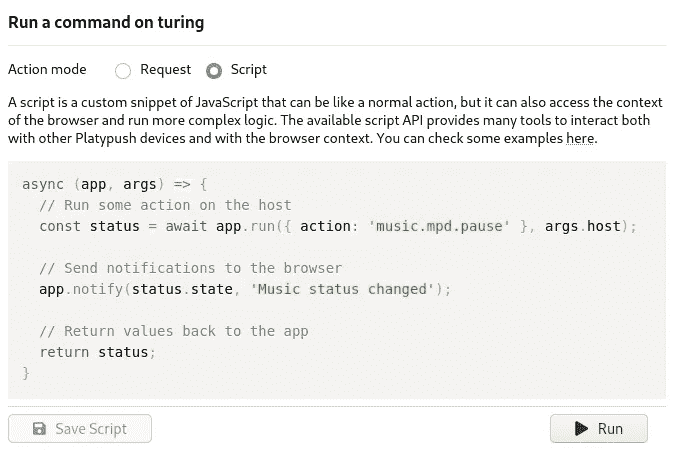 Run a command on turing
Action mode Request Script
A script is a custom snippet of JavaScript that can be like a normal action, but it can also access the context
of the browser and run more complex logic. The available script API provides many tools to interact both
with other Platypush devices and with the browser context. You can check some examples here.
async (app, args) => {
  // Run some action on the host
  const status = await app.run({ action: 'music.mpd.pause' }, args.host);
  // Send notifications to the browser
  app.notify(status.state, 'Music status changed');
  // Return values back to the app
  return status;
}
Save Script Run